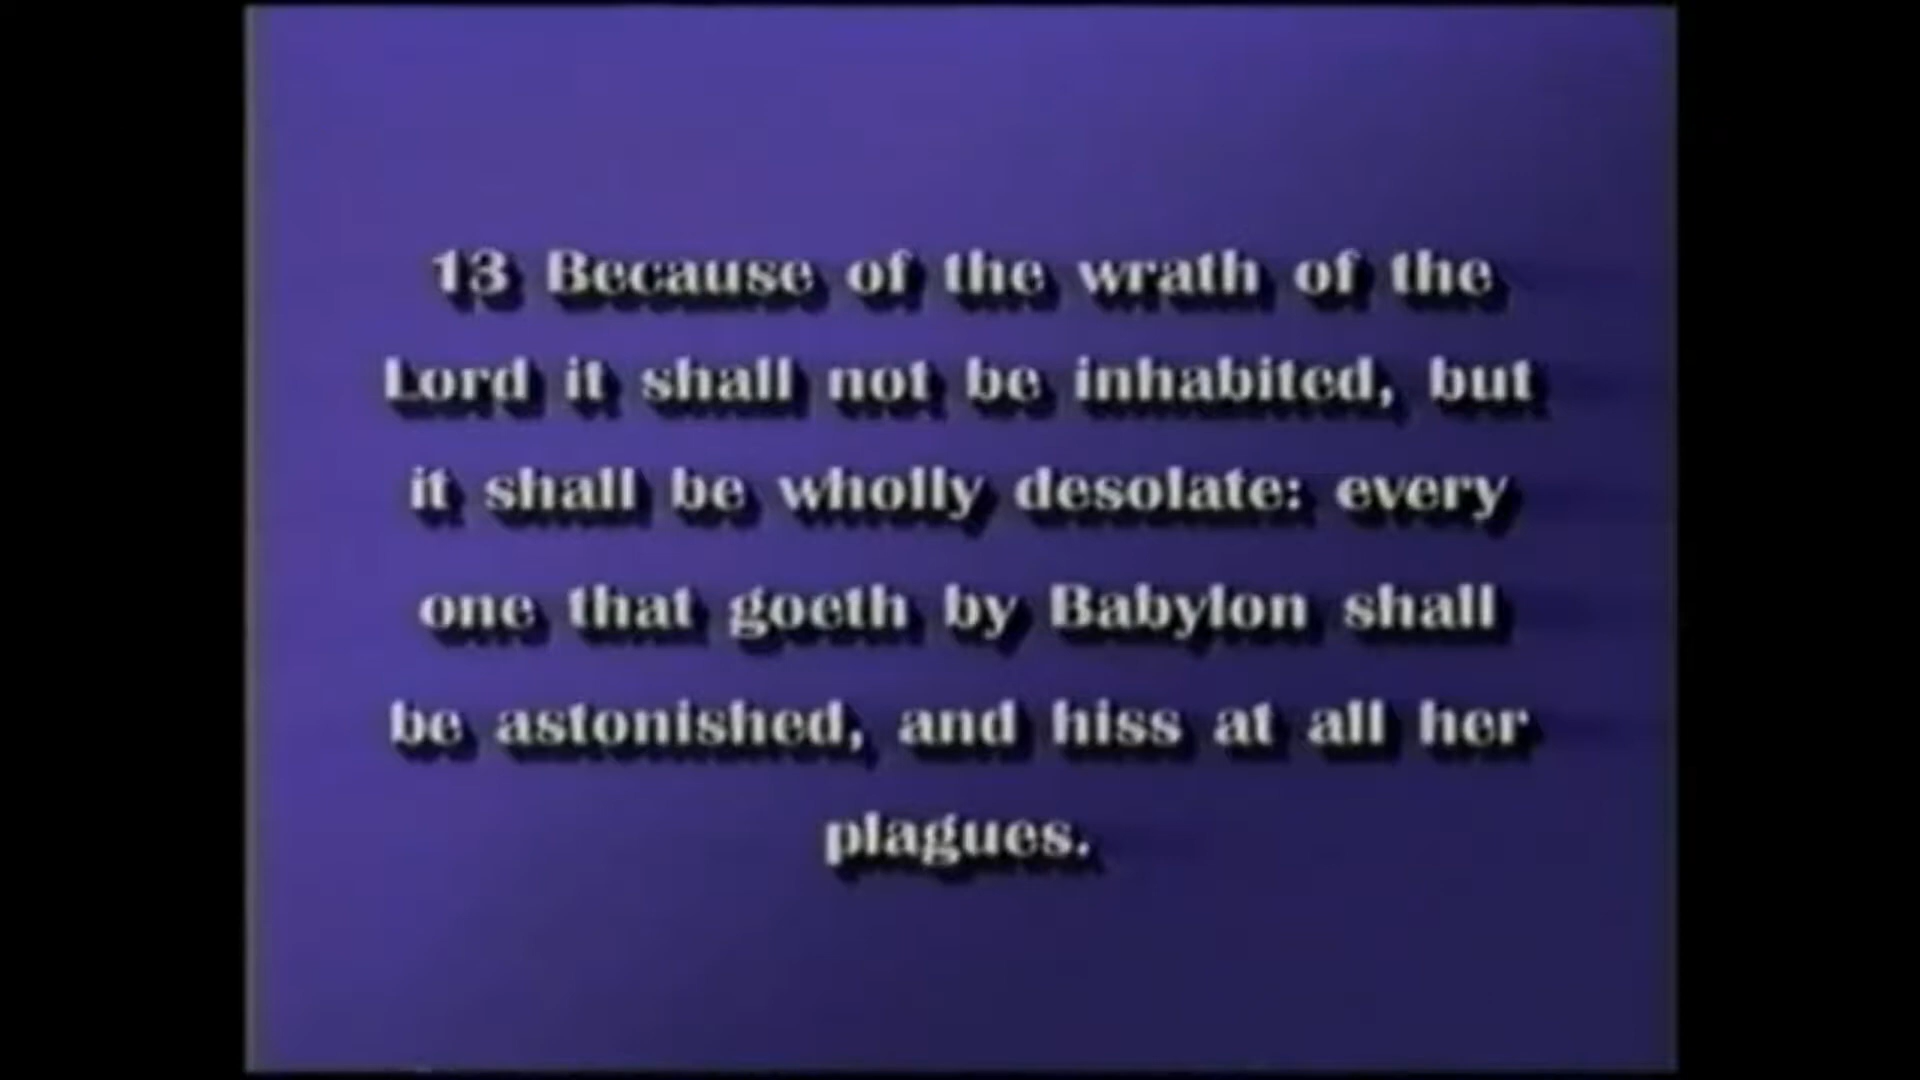 13 Because of the wrath of the
Lord it shall not be inhabited, but
it shall be wholly desolate: every
one that goeth by Babylon shall
be astonished, and hiss at all her
plagues.